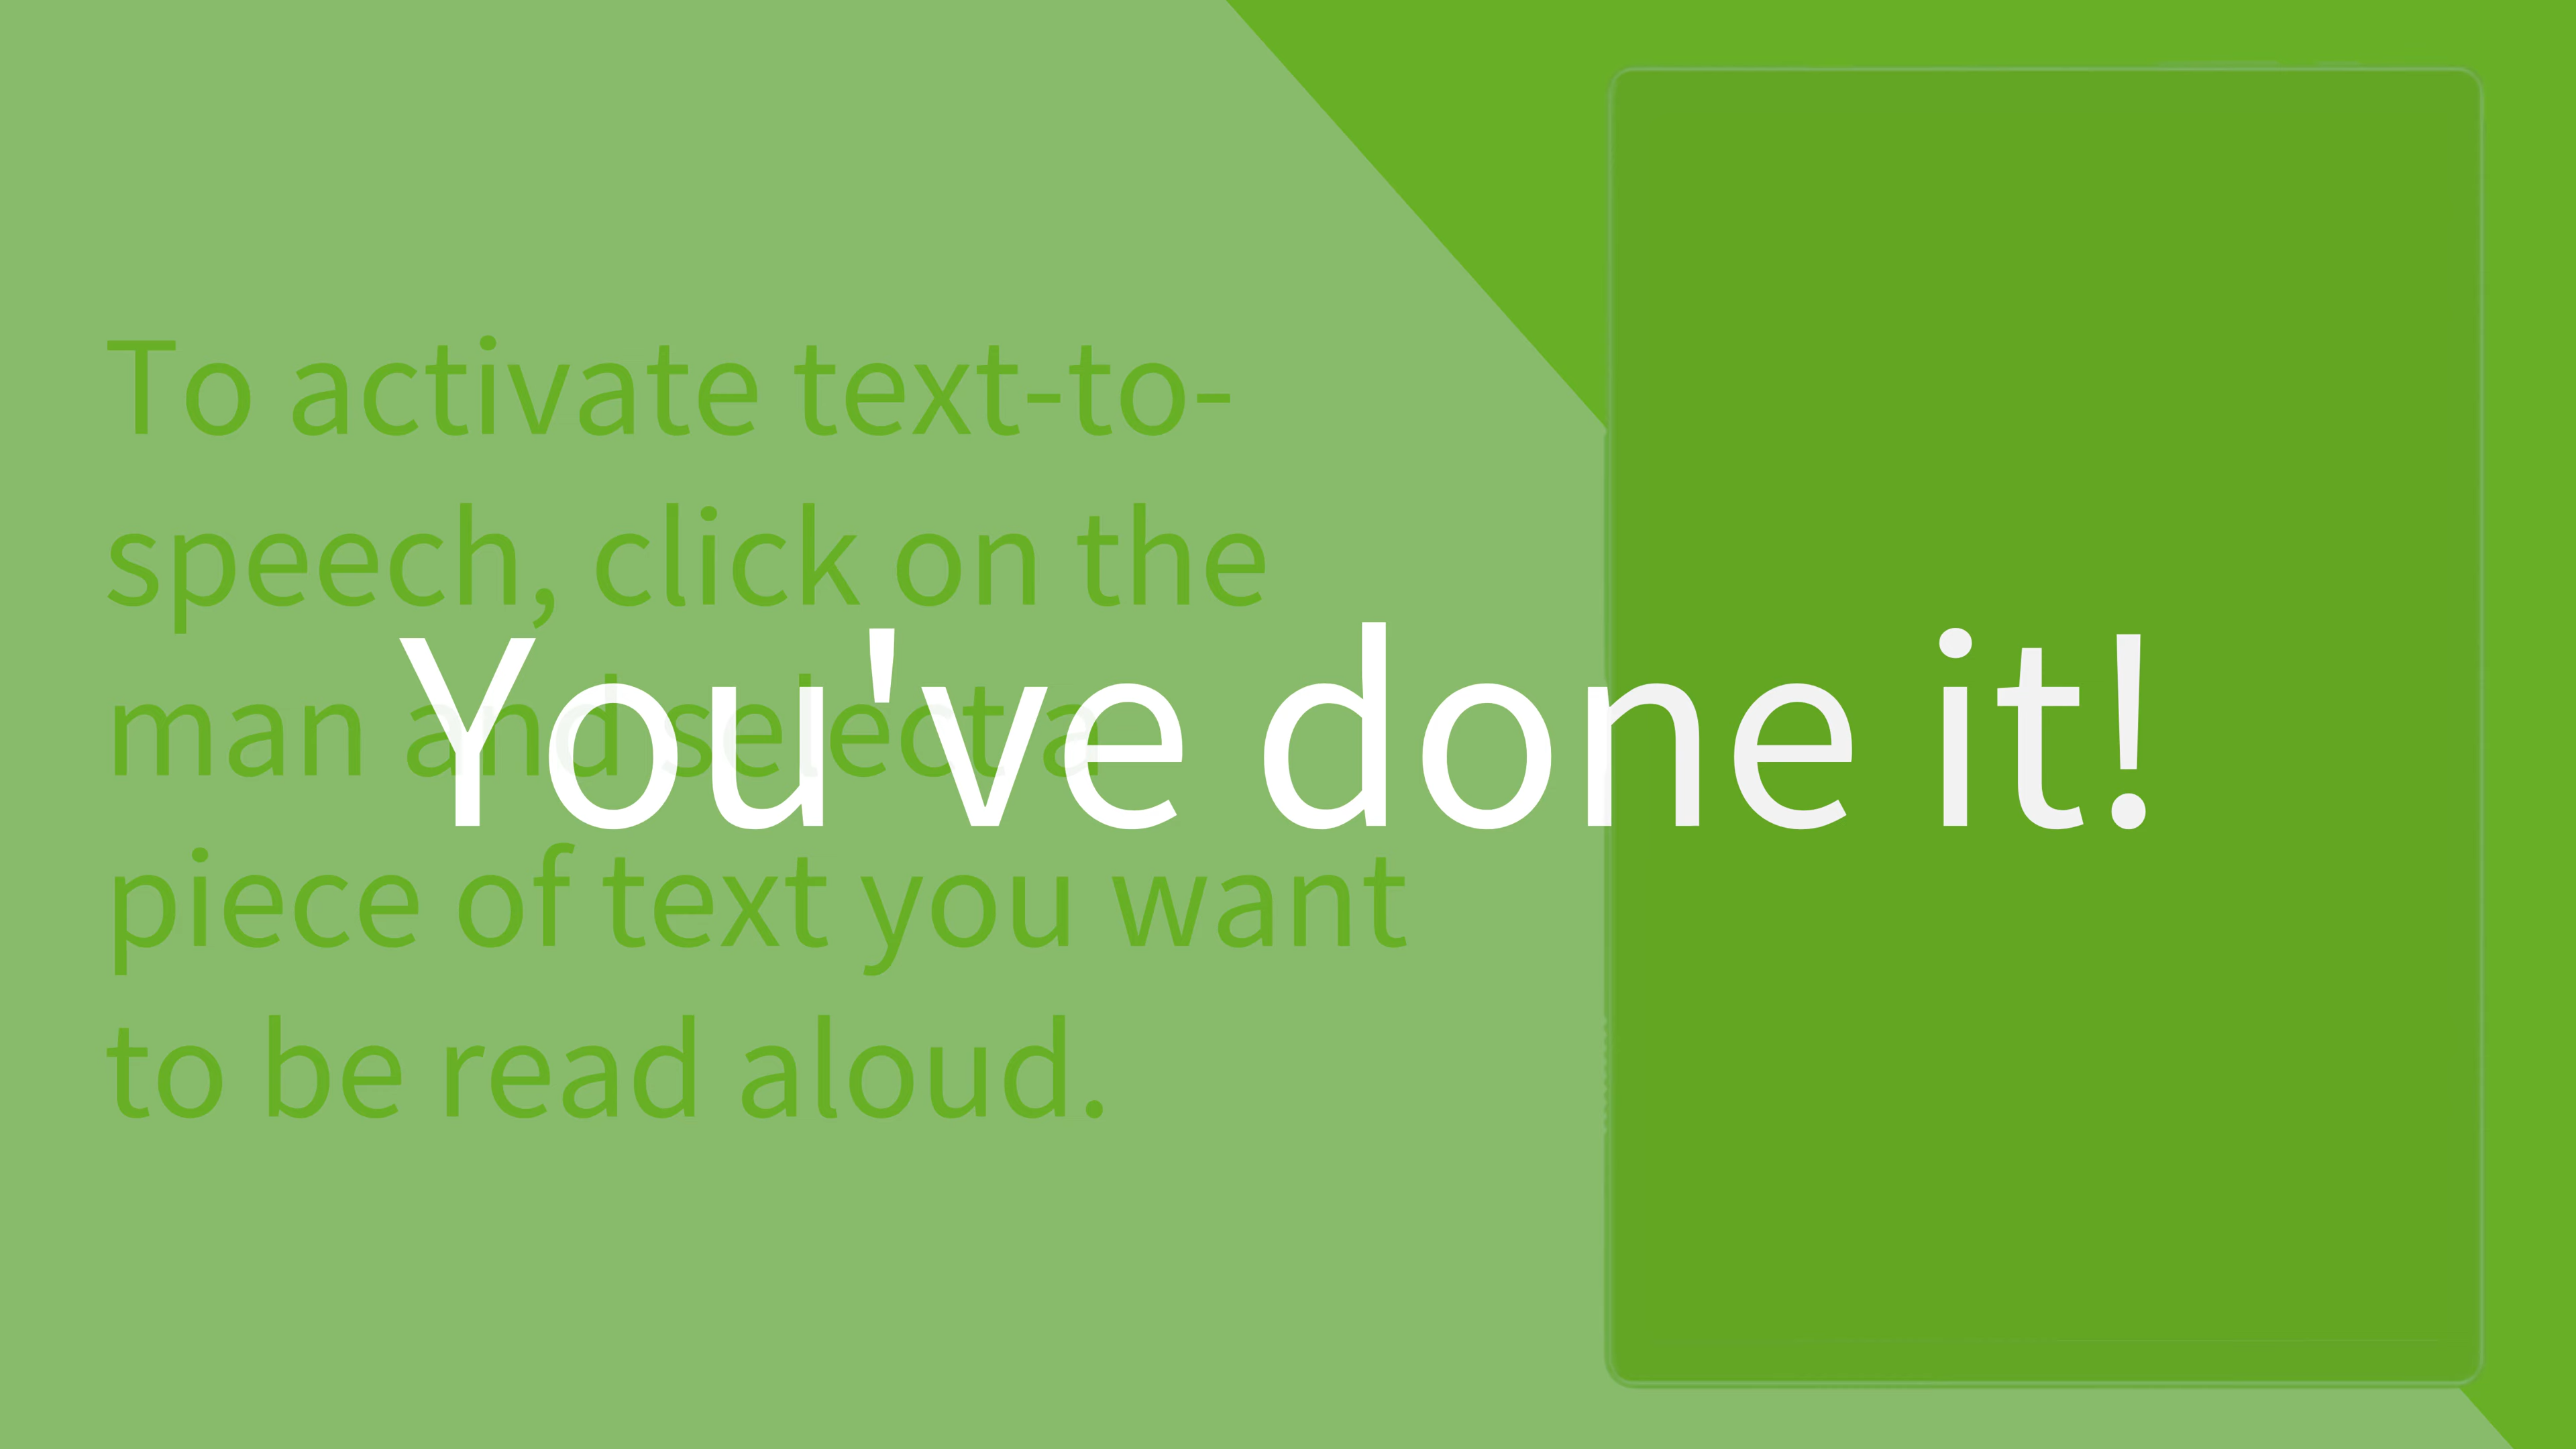 To activate text-to-
speech, click on the
man and select a
piece of text you want
to be read aloud.
You've done it!